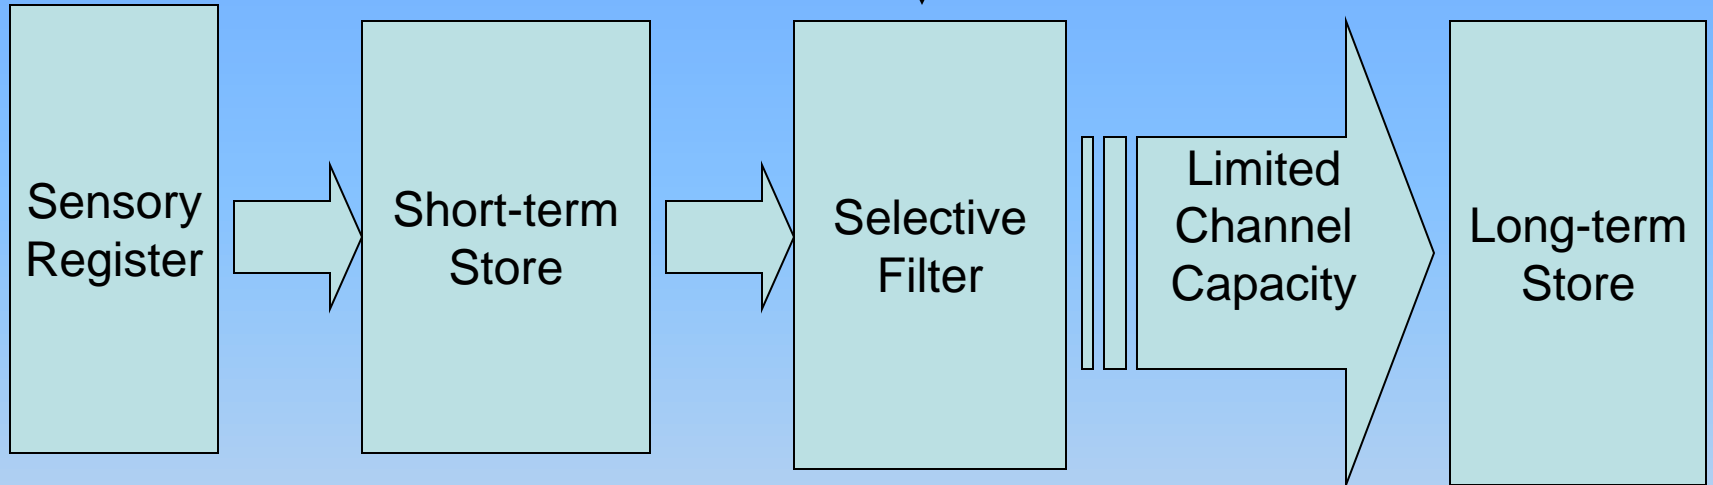 Sensory
Register
Short-term
Store
Selective
Filter
Limited
Channel
Capacity
Long-term
Store